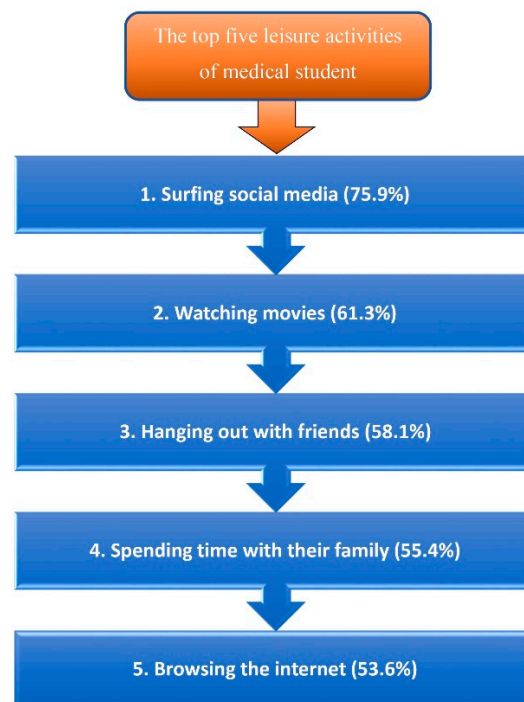 The top five leisure activities
of medical student
1. Surfing social media (75.9%)
2. Watching movies (61.3%)
3. Hanging out with friends (58.1%)
4. Spending time with their family (55.4%)
5. Browsing the internet (53.6%)